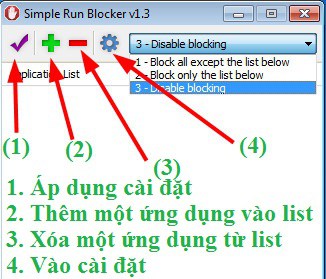 Simple Run Blocker v1.3
3 - Disable blocking
1 - Block all except the list below
2 - Block only the list below
3 - Disable blocking
Application List
(1)
(2)
(3)
(4)
1. Áp dụng cài đặt
2. Thêm một ứng dụng vào list
3. Xóa một ứng dụng từ list
4. Vào cài đặt